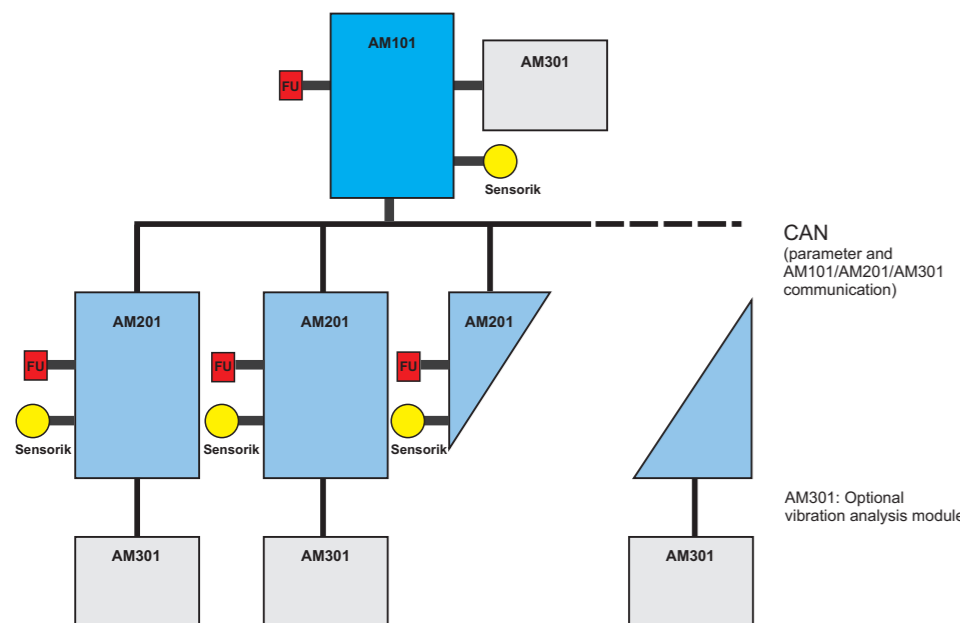 AM101
AM301
FU
Sensorik
CAN
(parameter and
AM101/AM201/AM301
communication)
AM201
AM201
AM201
FU
FU
FU
Sensorik
Sensorik
Sensorik
AM301: Optional
vibration analysis module
AM301
AM301
AM301